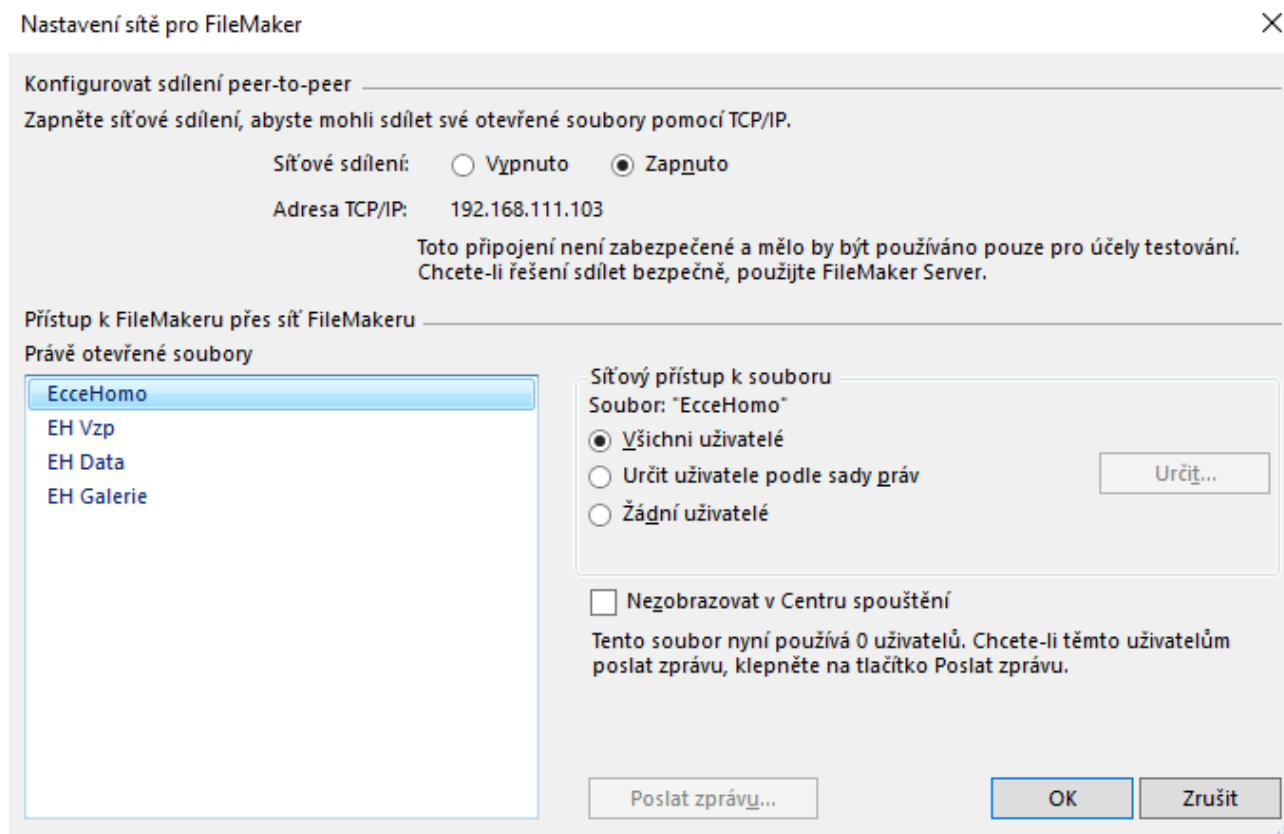 Nastavení sítě pro FileMaker
Konfigurovat sdílení peer-to-peer
Zapněte síťové sdílení, abyste mohli sdílet své otevřené soubory pomocí TCP/IP.
Síťové sdílení: Vypnuto Zapnuto
Adresa TCP/IP: 192.168.111.103
Toto připojení není zabezpečené a mělo by být používáno pouze pro účely testování.
Chcete-li řešení sdílet bezpečně, použijte FileMaker Server.
Přístup k FileMakeru přes síť FileMakeru
Právě otevřené soubory
EcceHomo
EH Vzp
EH Data
EH Galerie
Síťový přístup k souboru
Soubor: "EcceHomo"
Všichni uživatelé
Určit uživatele podle sady práv
Určit...
Žádní uživatelé
Nezobrazovat v Centru spouštění
Tento soubor nyní používá 0 uživatelů. Chcete-li těmto uživatelům
poslat zprávu, klepněte na tlačítko Poslat zprávu.
Poslat zprávu...
OK
Zrušit